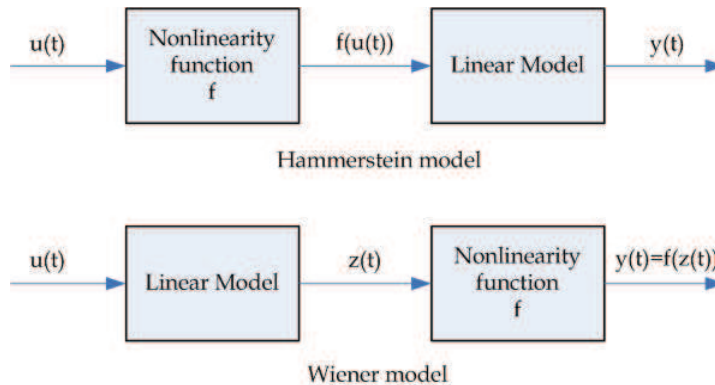 u(t)
Nonlinearity
function
f
f(u(t))
Linear Model
y(t)
Hammerstein model
u(t)
Linear Model
z(t)
Nonlinearity
function
f
y(t)=f(z(t))
Wiener model